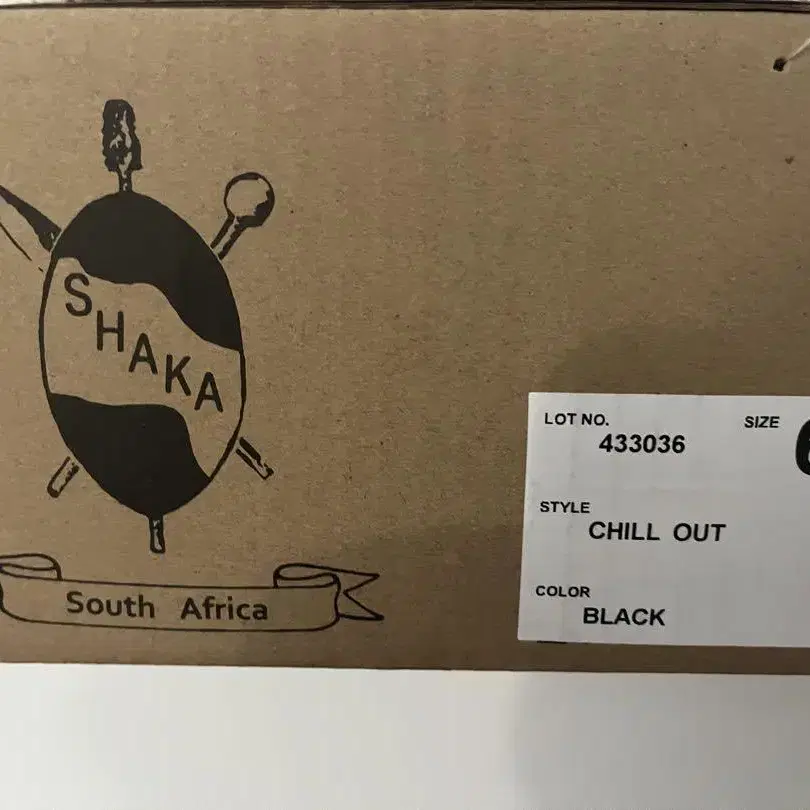 SHAKA
South Africa
LOT NO.
433036
SIZE
STYLE
CHILL OUT
COLOR
BLACK